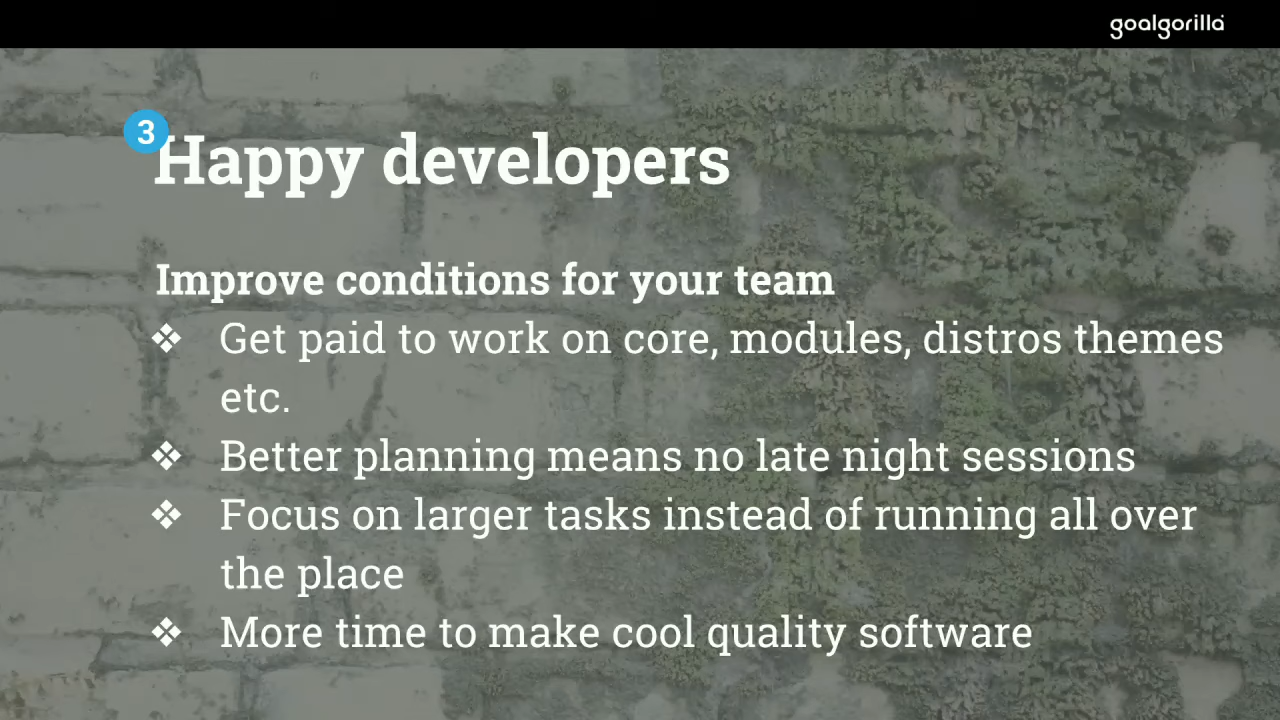 goalgorilla
3
Happy developers
Improve conditions for your team
❖ Get paid to work on core, modules, distros themes
etc.
❖ Better planning means no late night sessions
❖ Focus on larger tasks instead of running all over
the place
❖ More time to make cool quality software